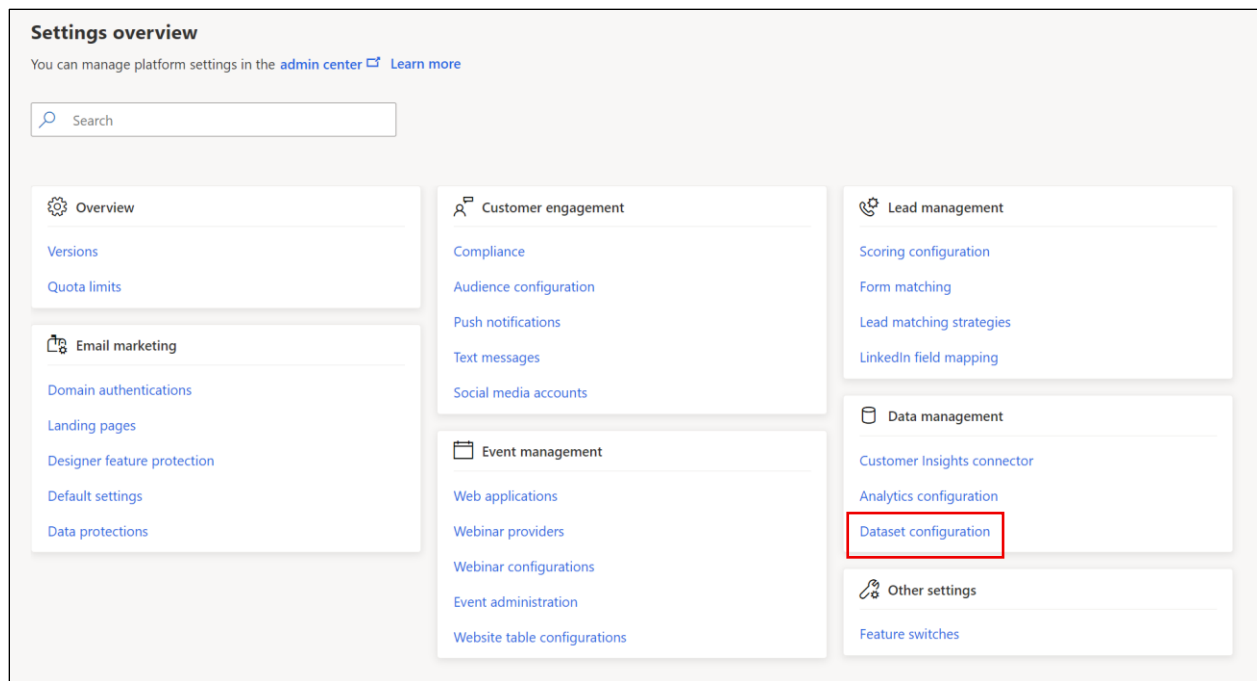 Settings overview
You can manage platform settings in the admin center Learn more
Search
Overview
Versions
Quota limits
Email marketing
Domain authentications
Landing pages
Designer feature protection
Default settings
Data protections
Customer engagement
Compliance
Audience configuration
Push notifications
Text messages
Social media accounts
Event management
Web applications
Webinar providers
Webinar configurations
Event administration
Website table configurations
Lead management
Scoring configuration
Form matching
Lead matching strategies
LinkedIn field mapping
Data management
Customer Insights connector
Analytics configuration
Dataset configuration
Other settings
Feature switches